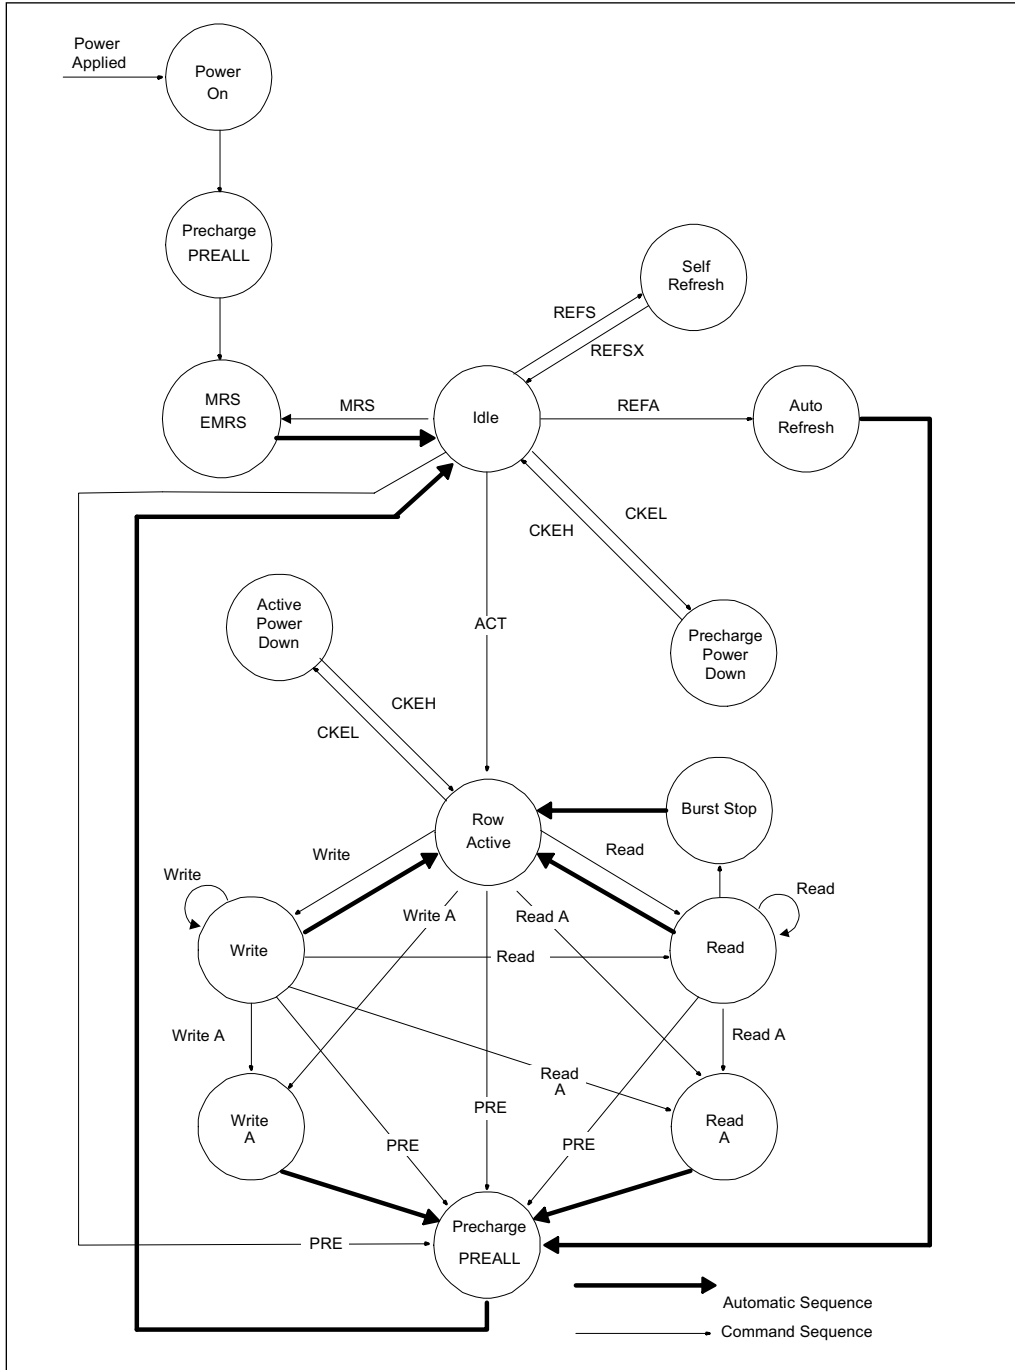 Power
Applied
Power
On
Precharge
PREALL
Self
Refresh
REFS
REFSX
MRS
EMRS
MRS
Idle
REFA
Auto
Refresh
CKEL
CKEH
Active
Power
Down
ACT
Precharge
Power
Down
CKEH
CKEL
Burst Stop
Row
Active
Write
Read
Write
Read
Write A
Read A
Write
Read
Read
Write A
Read A
Read
A
Write
A
PRE
Read
A
PRE
PRE
Precharge
PREALL
PRE
Automatic Sequence
Command Sequence